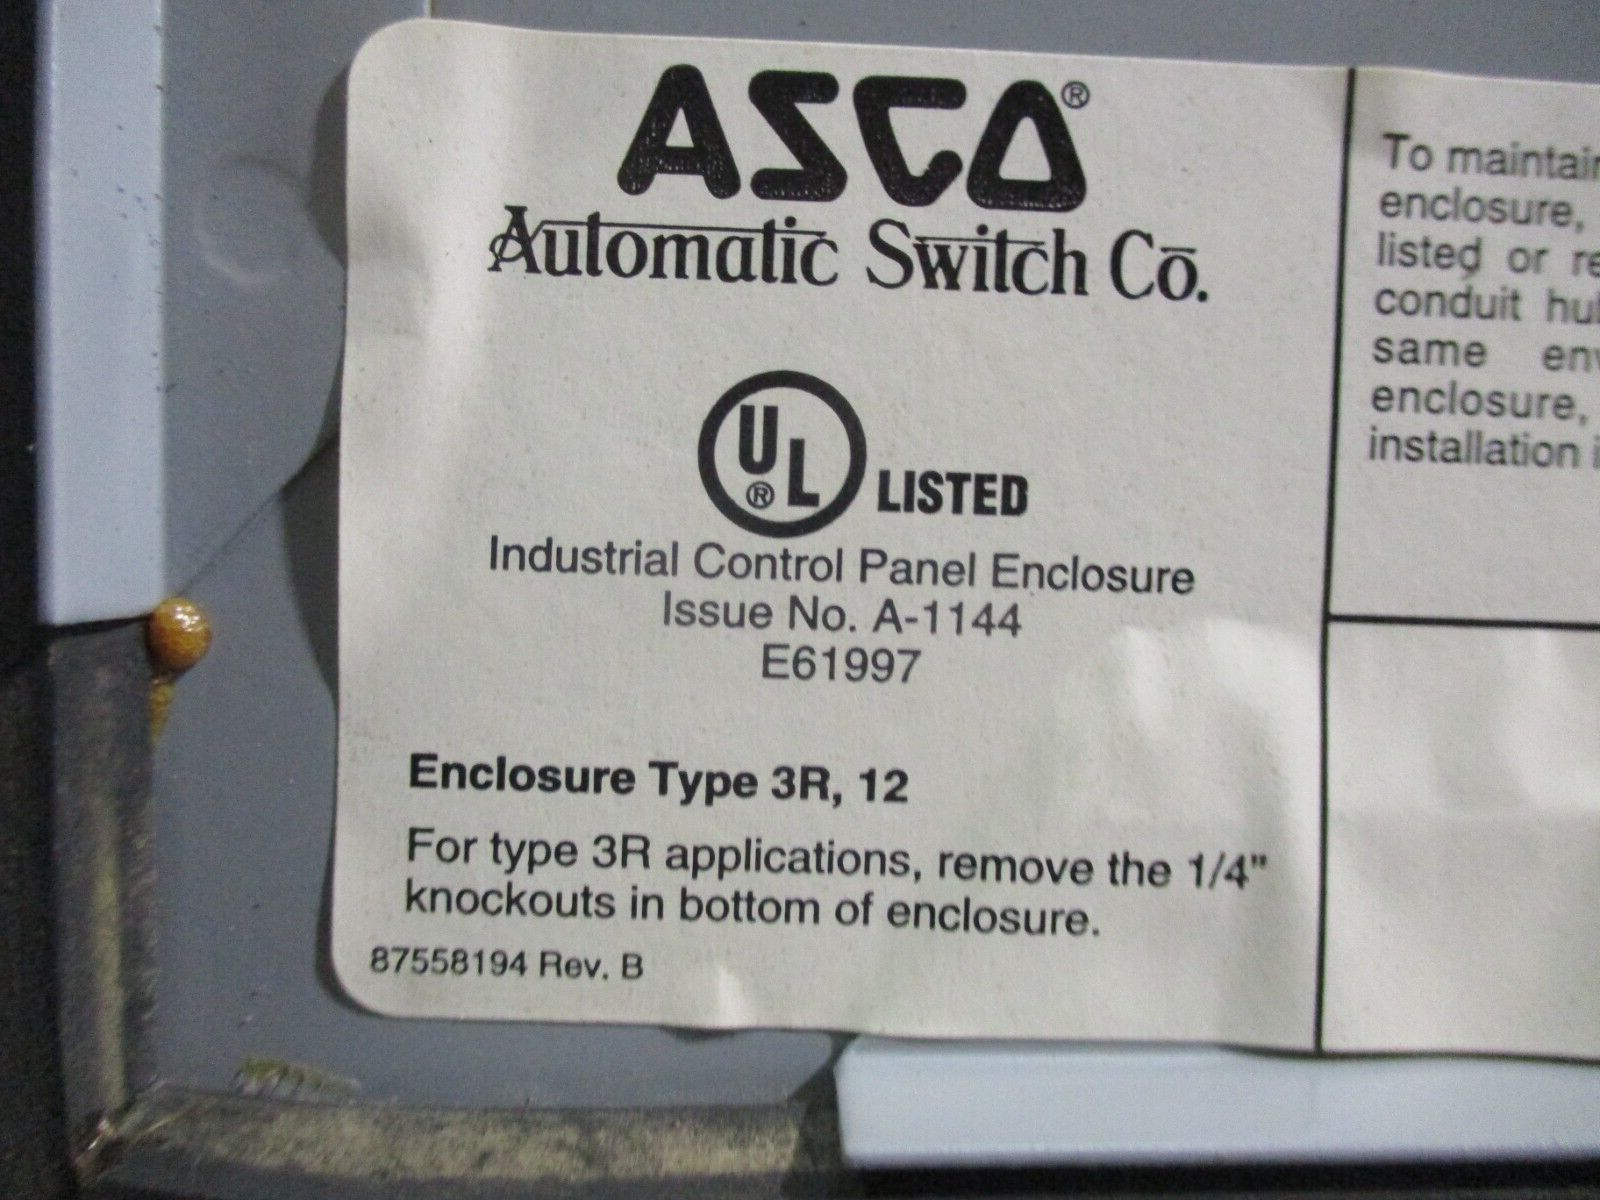 ASCO®
Automatic Switch Co.
UL® LISTED
Industrial Control Panel Enclosure
Issue No. A-1144
E61997
Enclosure Type 3R, 12
For type 3R applications, remove the 1/4"
knockouts in bottom of enclosure.
87558194 Rev. B
To
enclosure,
listed or
conduit
same
enclosure,
installation